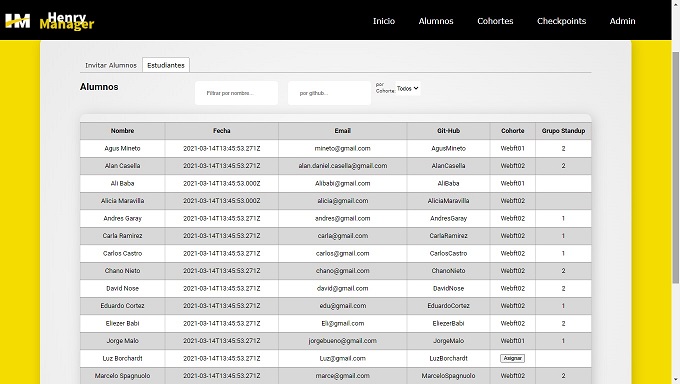 HM Henry Manager Inicio Alumnos Cohortes Checkpoints Admin
Invitar Alumnos Estudiantes
Alumnos Filtrar por nombre... por github... por Cohorte: Todos
Nombre Fecha Email Git-Hub Cohorte Grupo Standup
Agus Mineto 2021-03-14T13:45:53.271Z mineto@gmail.com AgusMineto Webft01 2
Alan Casella 2021-03-14T13:45:53.271Z alan.daniel.casella@gmail.com AlanCasella Webft02 2
Ali Baba 2021-03-14T13:45:53.000Z Alibabi@gmail.com AliBaba Webft01
Alicia Maravilla 2021-03-14T13:45:53.000Z alicia@gmail.com AliciaMaravilla Webft02
Andres Garay 2021-03-14T13:45:53.271Z andres@gmail.com AndresGaray Webft02 1
Carla Ramirez 2021-03-14T13:45:53.271Z carla@gmail.com CarlaRamirez Webft02 1
Carlos Castro 2021-03-14T13:45:53.271Z carlos@gmail.com CarlosCastro Webft02 1
Chano Nieto 2021-03-14T13:45:53.271Z chano@gmail.com ChanoNieto Webft02 2
David Nose 2021-03-14T13:45:53.271Z david@gmail.com DavidNose Webft02 2
Eduardo Cortez 2021-03-14T13:45:53.271Z edu@gmail.com EduardoCortez Webft02 1
Eliezer Babi 2021-03-14T13:45:53.271Z Eli@gmail.com EliezerBabi Webft02 2
Jorge Malo 2021-03-14T13:45:53.271Z jorgebueno@gmail.com JorgeMalo Webft01 1
Luz Borchardt 2021-03-14T13:45:53.271Z Luz@gmail.com LuzBorchardt Asignar
Marcelo Spagnuolo 2021-03-14T13:45:53.271Z marce@gmail.com MarceloSpagnuolo Webft02 2